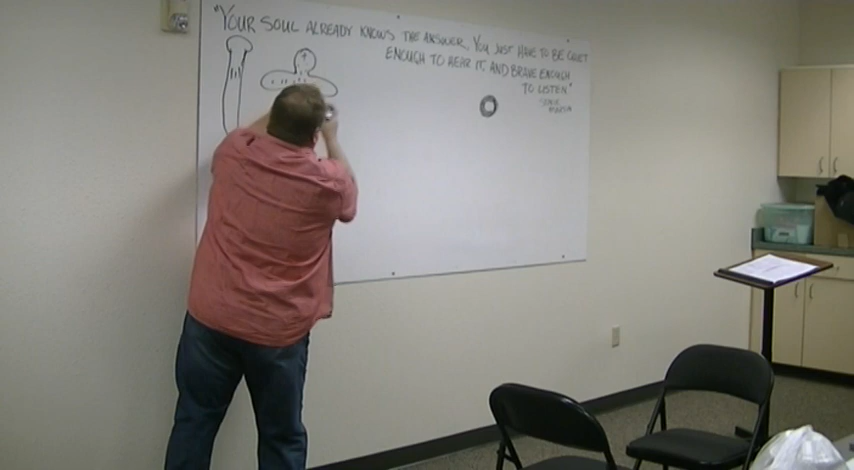 "YOUR SOUL ALREADY KNOWS THE ANSWER. YOU JUST HAVE TO BE QUIET
ENOUGH TO HEAR IT, AND BRAVE ENOUGH
TO LISTEN."